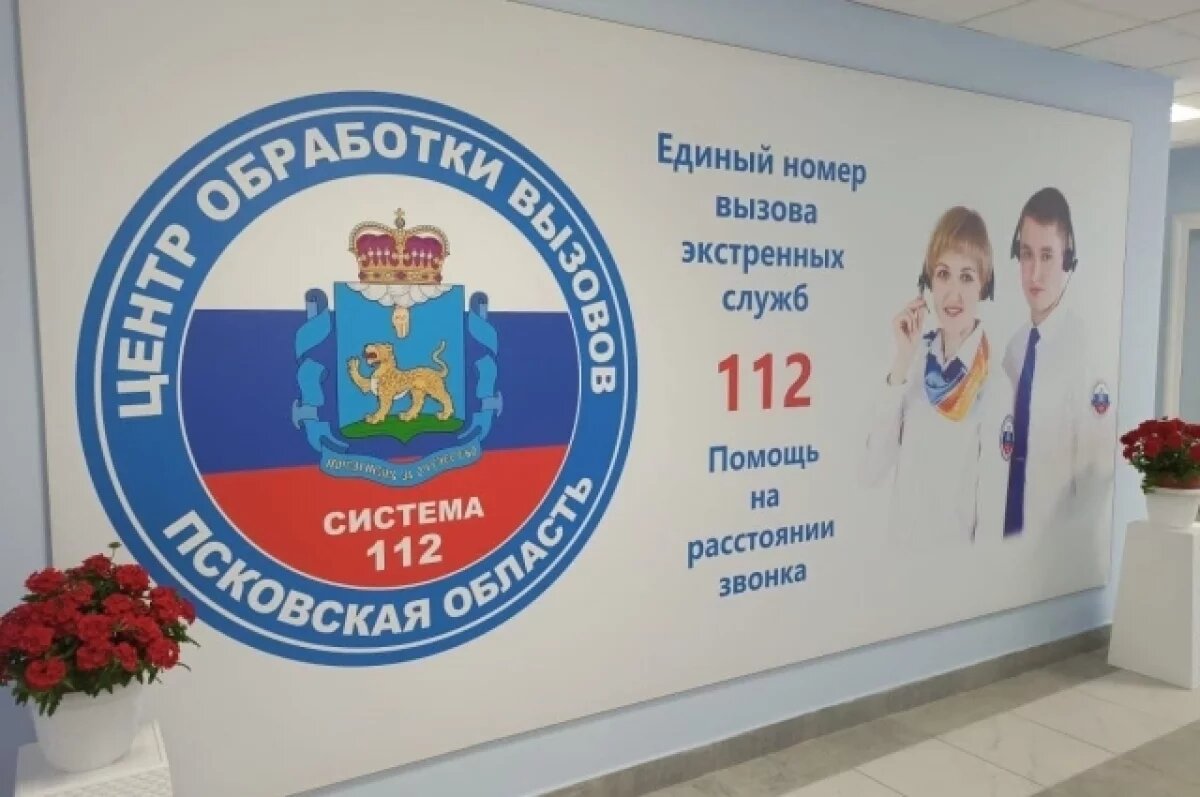 ЦЕНТР ОБРАБОТКИ ВЫЗОВОВ
СИСТЕМА
112
ПСКОВСКАЯ ОБЛАСТЬ
Единый номер
вызова
экстренных
служб
112
Помощь
на
расстоянии
звонка